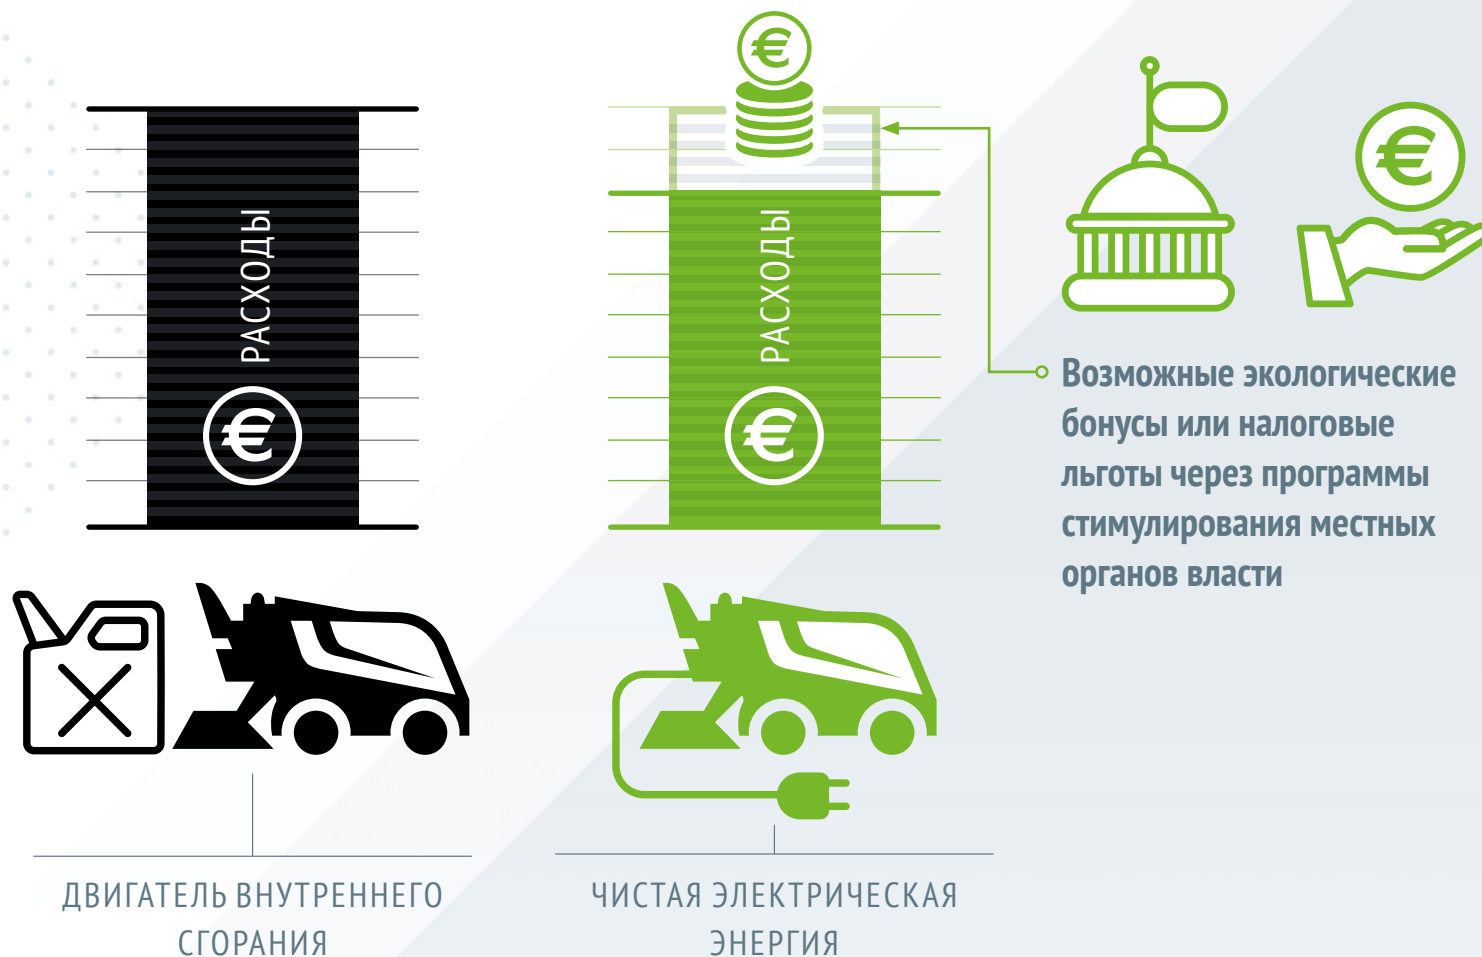 €
€
РАСХОДЫ
€
РАСХОДЫ
€
Возможные экологические
бонусы или налоговые
льготы через программы
стимулирования местных
органов власти
ДВИГАТЕЛЬ ВНУТРЕННЕГО
СГОРАНИЯ
ЧИСТАЯ ЭЛЕКТРИЧЕСКАЯ
ЭНЕРГИЯ